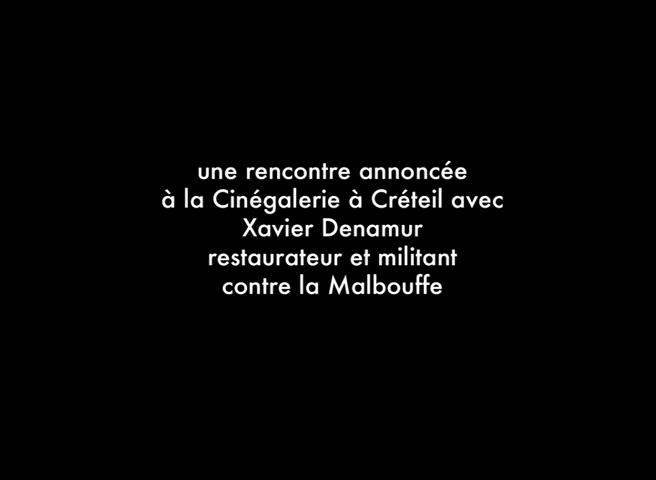 une rencontre annoncée
à la Cinégalerie à Créteil avec
Xavier Denamur
restaurateur et militant
contre la Malbouffe